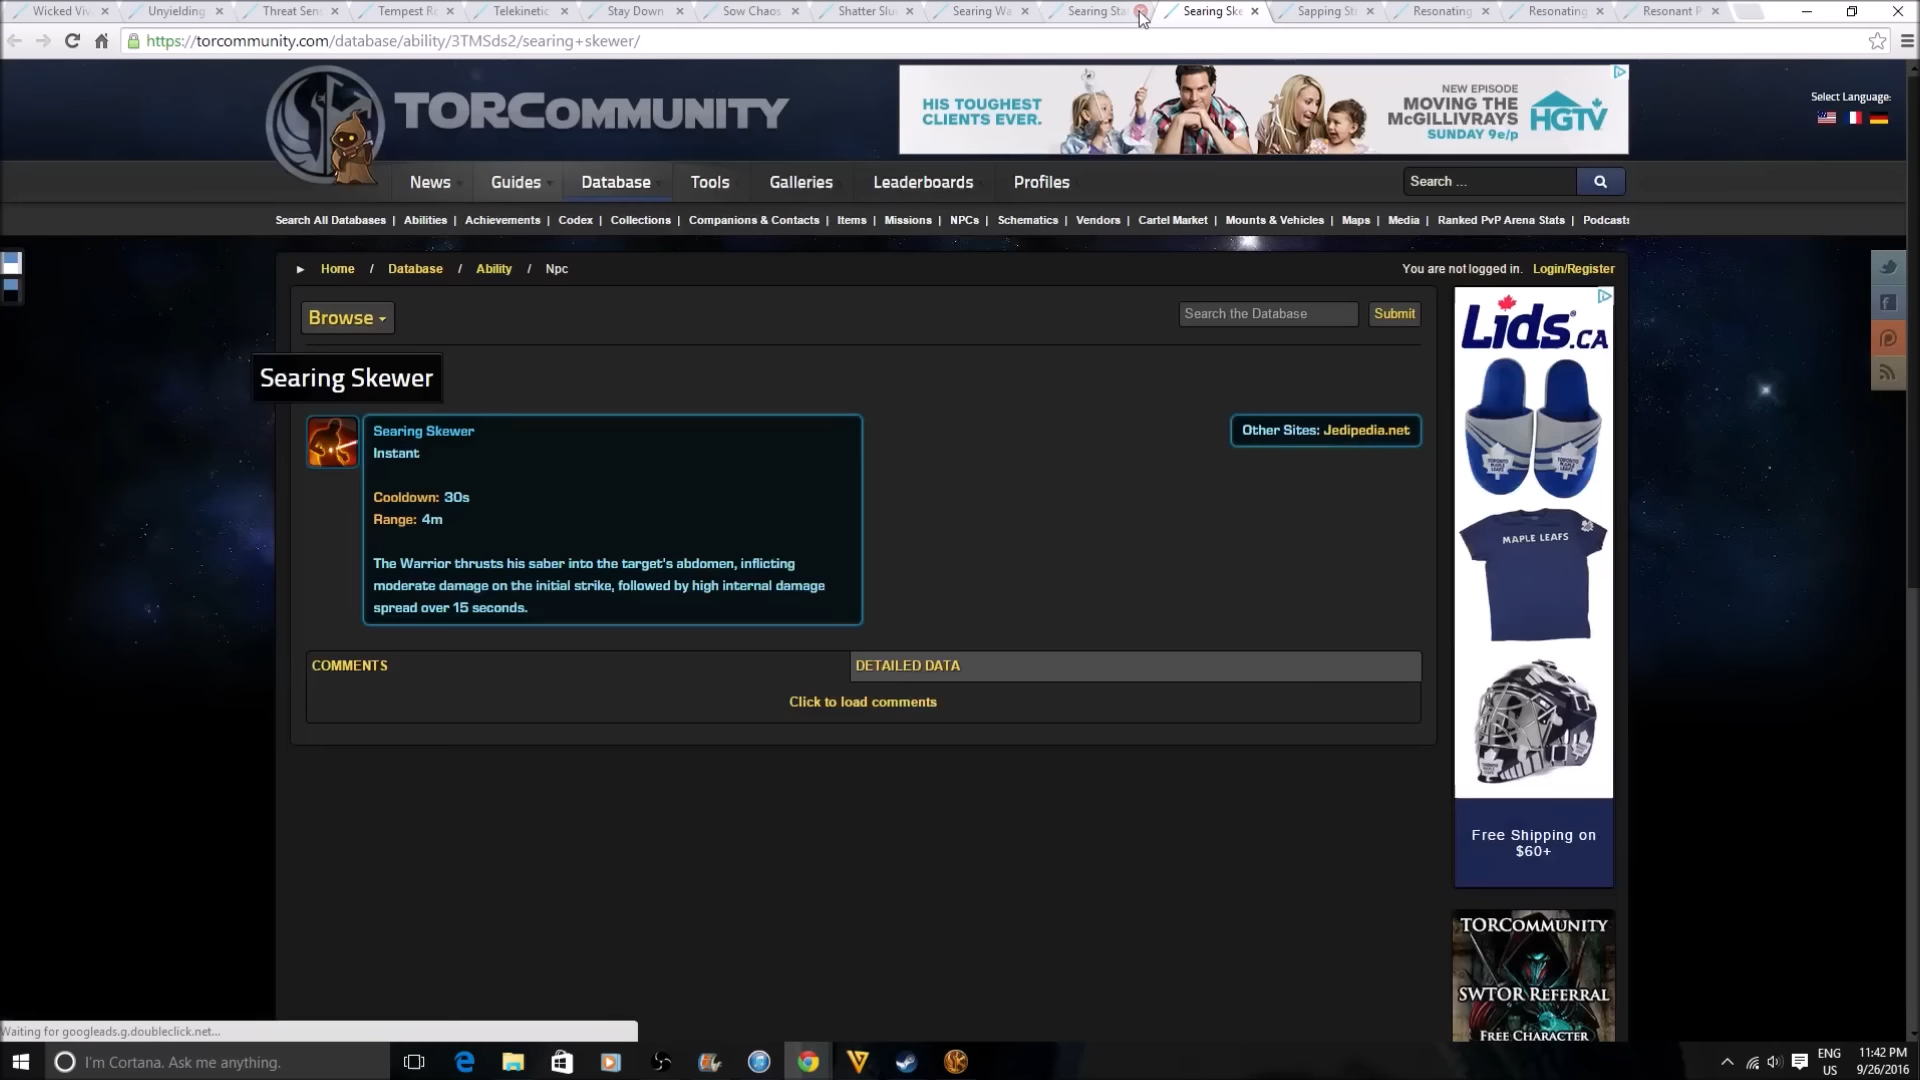 Wicked Viv
Unyielding
Threat Sens
Tempest Ro
Telekinetic
Stay Down
Sow Chaos
Shatter Slu
Searing Wa
Searing Sta
Searing Ske
Sapping Str
Resonating
Resonating
Resonant P
https://torcommunity.com/database/ability/3TMSds2/searing+skewer/
TORCOMMUNITY
HIS TOUGHEST
CLIENTS EVER.
NEW EPISODE
MOVING THE
McGILLIVRAYS
SUNDAY 9e/p
HGTV
Select Language:
News
Guides
Database
Tools
Galleries
Leaderboards
Profiles
Search ...
Search All Databases | Abilities | Achievements | Codex | Collections | Companions & Contacts | Items | Missions | NPCs | Schematics | Vendors | Cartel Market | Mounts & Vehicles | Maps | Media | Ranked PvP Arena Stats | Podcasts
Home / Database / Ability / Npc
You are not logged in. Login/Register
Browse
Search the Database
Submit
Searing Skewer
Searing Skewer
Instant
Cooldown: 30s
Range: 4m
The Warrior thrusts his saber into the target's abdomen, inflicting
moderate damage on the initial strike, followed by high internal damage
spread over 15 seconds.
Other Sites: Jedipedia.net
COMMENTS
DETAILED DATA
Click to load comments
Lids.CA
MAPLE LEAFS
Free Shipping on
$60+
TORCOMMUNITY
SWTOR REFERRAL
FREE CHARACTER
Waiting for googleads.g.doubleclick.net...
I'm Cortana. Ask me anything.
ENG
US
11:42 PM
9/26/2016